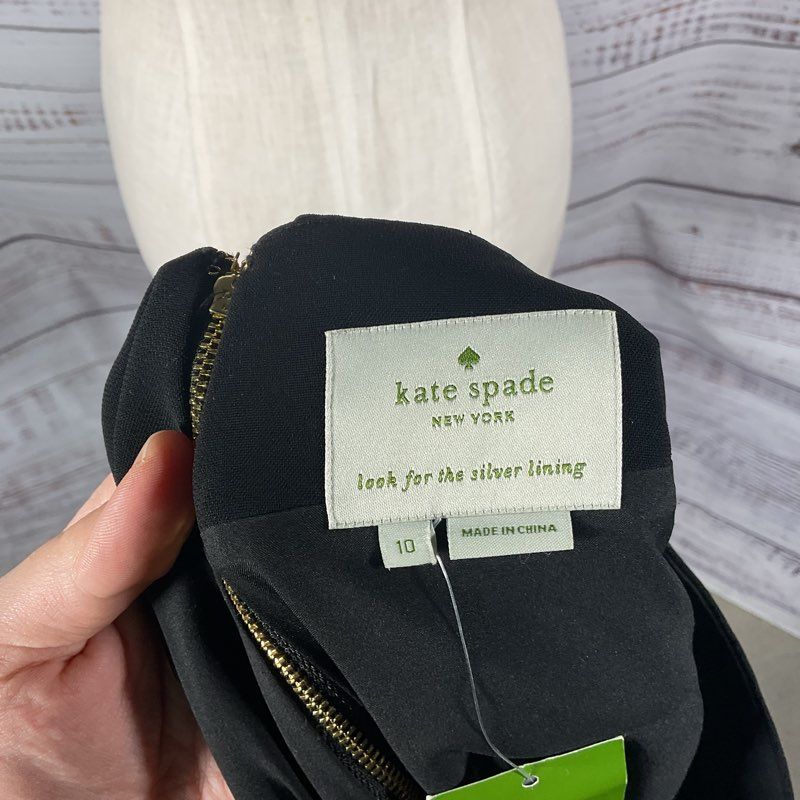 kate spade
NEW YORK
look for the silver lining
10
MADE IN CHINA